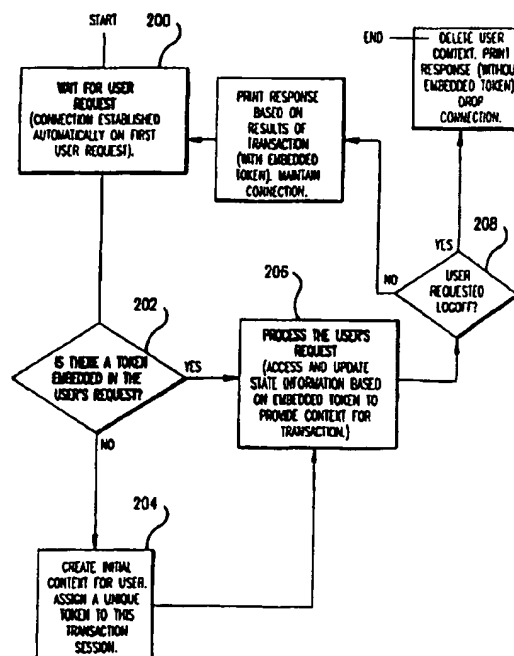 START
200
WAIT FOR USER
REQUEST
(CONNECTION ESTABLISHED
AUTOMATICALLY ON FIRST
USER REQUEST).
PRINT RESPONSE
BASED ON
RESULTS OF
TRANSACTION
(WITH EMBEDDED
TOKEN). MAINTAIN
CONNECTION.
END
DELETE USER
CONTEXT. PRINT
RESPONSE (WITHOUT
EMBEDDED TOKEN)
DROP
CONNECTION.
208
YES
NO
USER
REQUESTED
LOGOFF?
202
IS THERE A TOKEN
EMBEDDED IN THE
USER'S REQUEST?
YES
NO
206
PROCESS THE USER'S
REQUEST
(ACCESS AND UPDATE
STATE INFORMATION BASED
ON EMBEDDED TOKEN TO
PROVIDE CONTEXT FOR
TRANSACTION.)
204
CREATE INITIAL
CONTEXT FOR USER.
ASSIGN A UNIQUE
TOKEN TO THIS
TRANSACTION
SESSION.